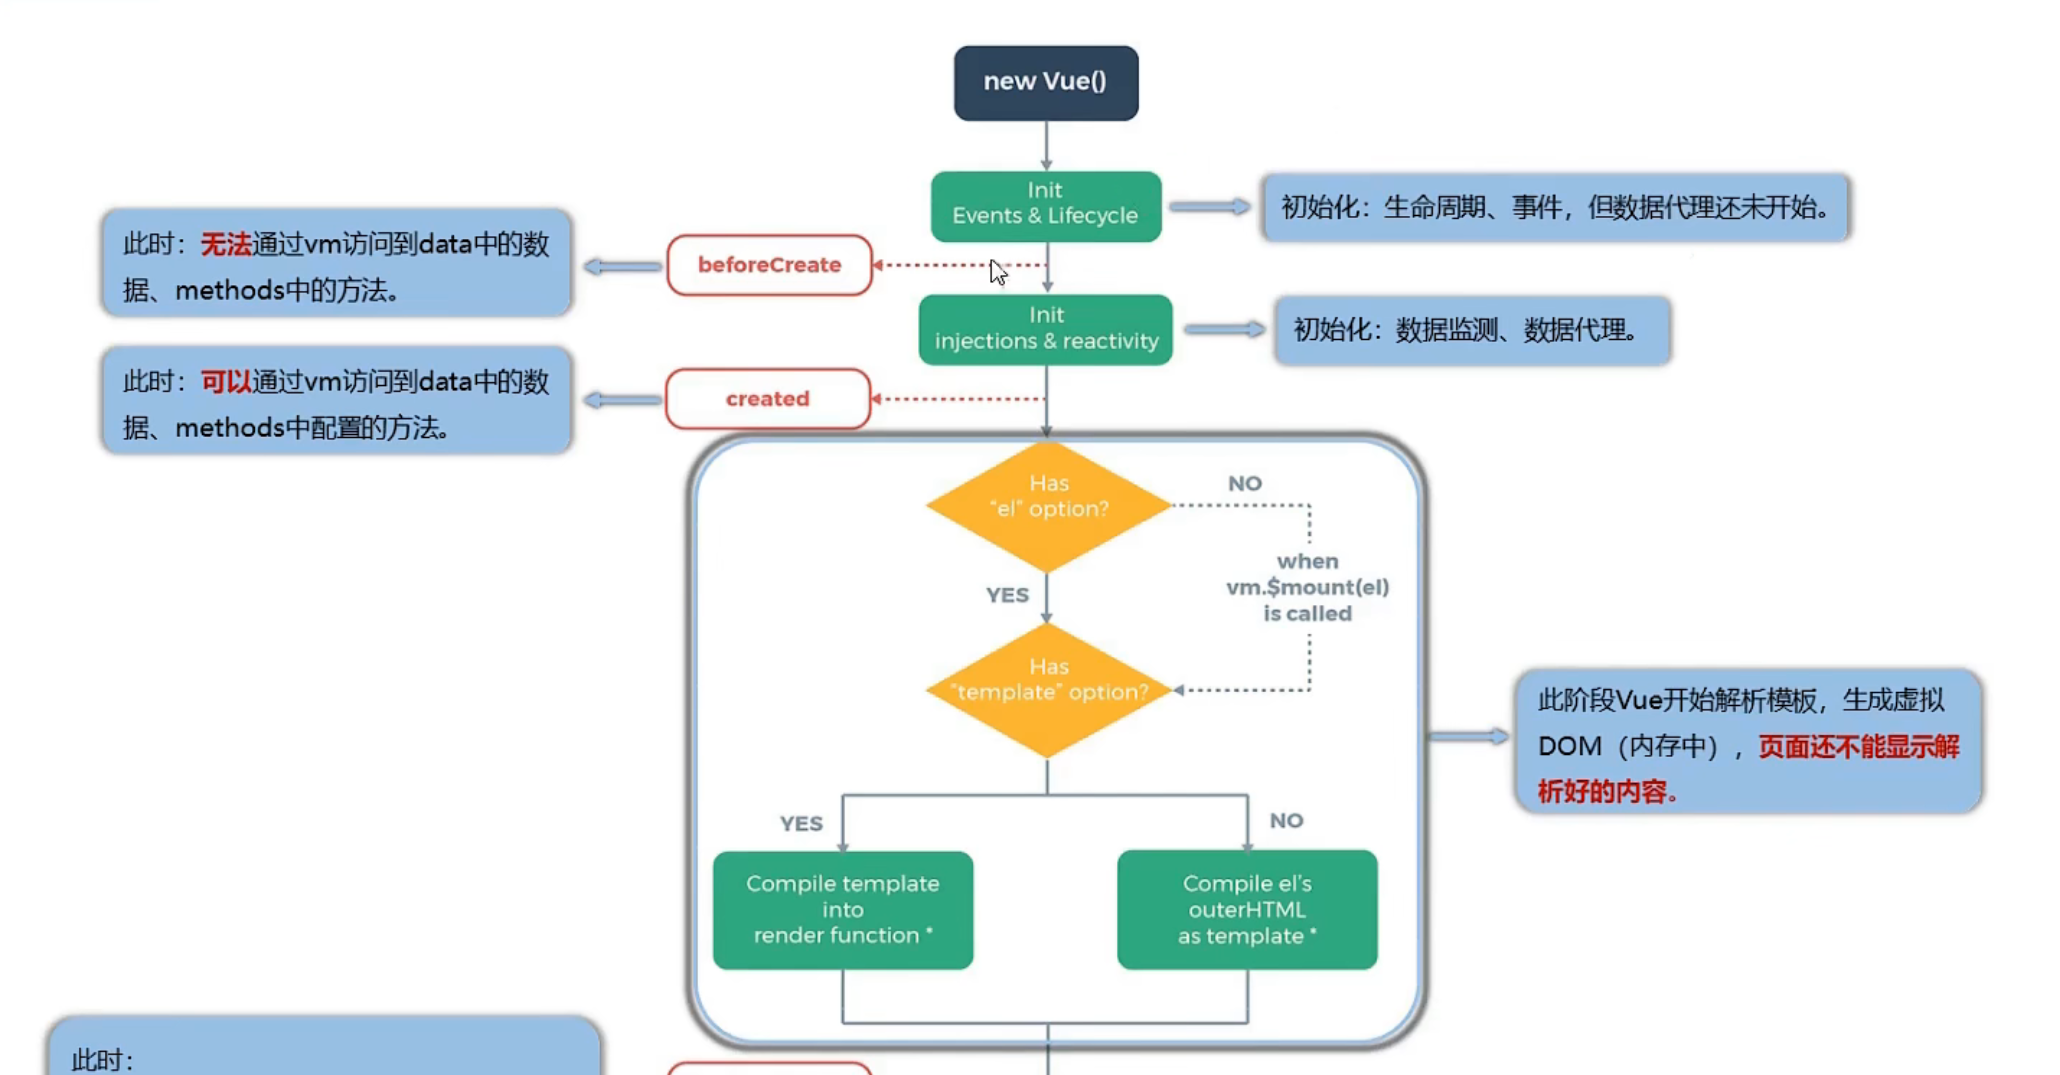 new Vue()
Init
Events & Lifecycle
初始化：生命周期、事件，但数据代理还未开始。
此时：无法通过vm访问到data中的数
据、methods中的方法。
beforeCreate
Init
injections & reactivity
初始化：数据监测、数据代理。
此时：可以通过vm访问到data中的数
据、methods中配置的方法。
created
Has
“el” option?
NO
when
vm.$mount(el)
is called
YES
Has
“template” option?
此阶段Vue开始解析模板，生成虚拟
DOM（内存中），页面还不能显示解
析好的内容。
YES
NO
Compile template
into
render function *
Compile el’s
outerHTML
as template *
此时：